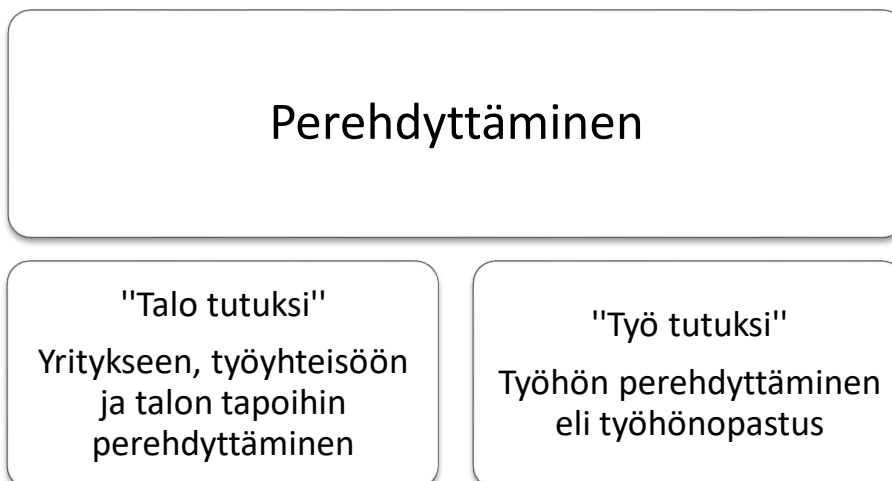 Perehdyttäminen
"Talo tutuksi"
Yritykseen, työyhteisöön
ja talon tapoihin
perehdyttäminen
"Työ tutuksi"
Työhön perehdyttäminen
eli työhönopastus